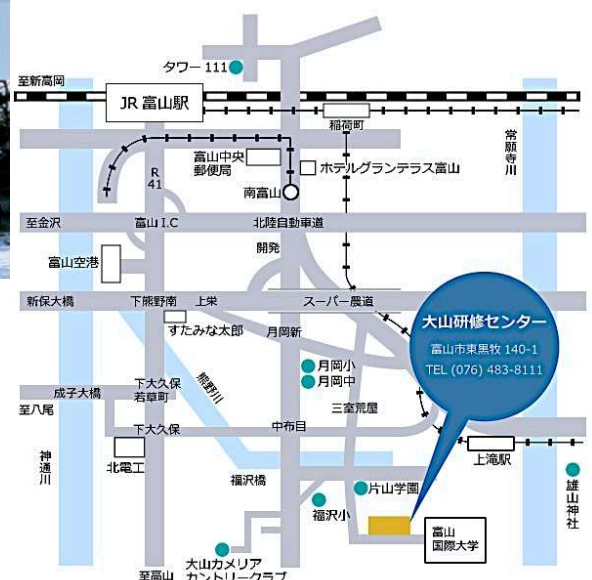 タワー 111
至新高岡
JR 富山駅
稲荷町
常願寺川
富山中央
郵便局
ホテルグランテラス富山
R
41
南富山
至金沢
富山 I.C
北陸自動車道
開発
富山空港
新保大橋
下熊野南
上栄
スーパー農道
すたみな太郎
月岡新
大山研修センター
富山市東黒牧 140-1
TEL (076) 483-8111
月岡小
月岡中
熊野川
成子大橋
下大久保
若草町
至八尾
三室荒屋
下大久保
中布目
北電工
上滝駅
神通川
福沢橋
片山学園
雄山神社
福沢小
富山
国際大学
大山カメリア
カントリークラブ
至高山